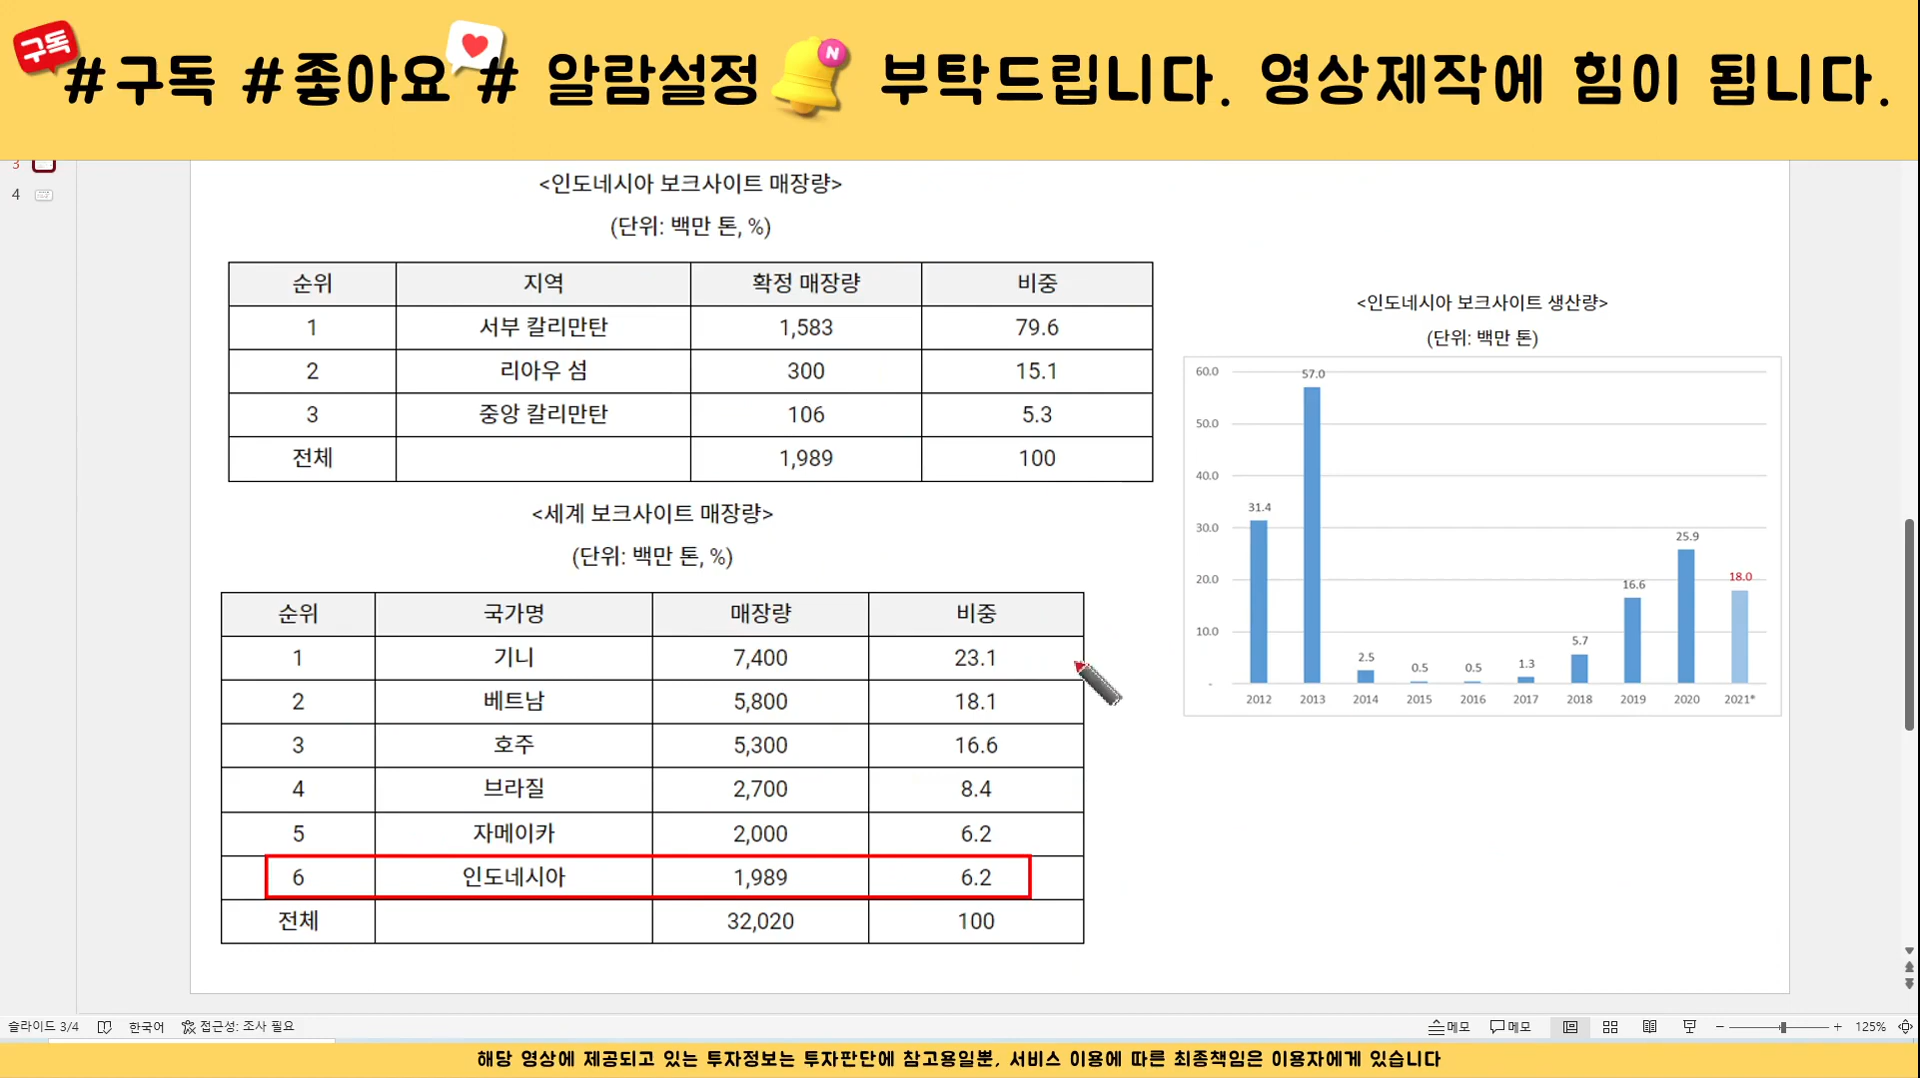 구독
#구독 #좋아요 # 알람설정 N 부탁드립니다. 영상제작에 힘이 됩니다.
3
4
<인도네시아 보크사이트 매장량>
(단위: 백만 톤, %)
순위 지역 확정 매장량 비중
1 서부 칼리만탄 1,583 79.6
2 리아우 섬 300 15.1
3 중앙 칼리만탄 106 5.3
전체 1,989 100
<세계 보크사이트 매장량>
(단위: 백만 톤, %)
순위 국가명 매장량 비중
1 기니 7,400 23.1
2 베트남 5,800 18.1
3 호주 5,300 16.6
4 브라질 2,700 8.4
5 자메이카 2,000 6.2
6 인도네시아 1,989 6.2
전체 32,020 100
<인도네시아 보크사이트 생산량>
(단위: 백만 톤)
60.0
50.0
40.0
30.0
20.0
10.0
-
31.4 57.0 2.5 0.5 0.5 1.3 5.7 16.6 25.9 18.0
2012 2013 2014 2015 2016 2017 2018 2019 2020 2021*
슬라이드 3/4 한국어 접근성: 조사 필요 메모 메모 125%
해당 영상에 제공되고 있는 투자정보는 투자판단에 참고용일뿐, 서비스 이용에 따른 최종책임은 이용자에게 있습니다